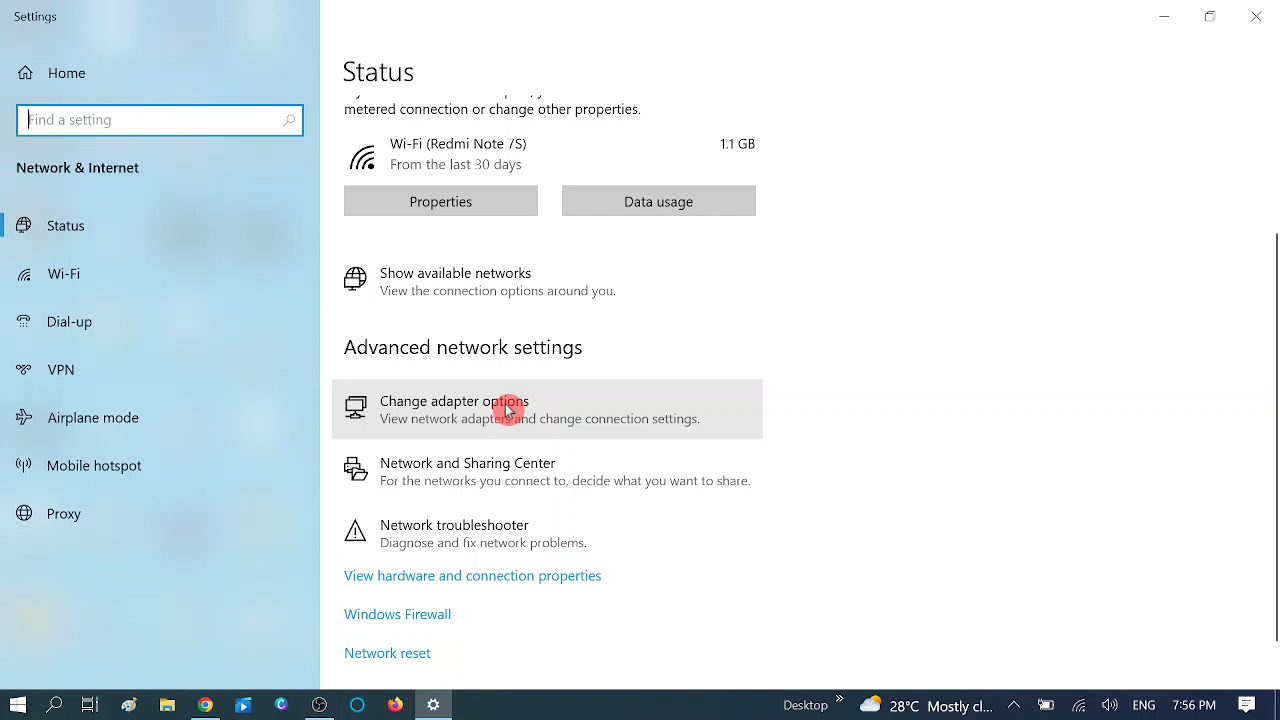 Settings
Home
Find a setting
Network & Internet
Status
Wi-Fi
Dial-up
VPN
Airplane mode
Mobile hotspot
Proxy
Status
metered connection or change other properties.
Wi-Fi (Redmi Note 7S)
1.1 GB
From the last 30 days
Properties
Data usage
Show available networks
View the connection options around you.
Advanced network settings
Change adapter options
View network adapters and change connection settings.
Network and Sharing Center
For the networks you connect to, decide what you want to share.
Network troubleshooter
Diagnose and fix network problems.
View hardware and connection properties
Windows Firewall
Network reset
Desktop
28°C Mostly cl...
ENG
7:56 PM